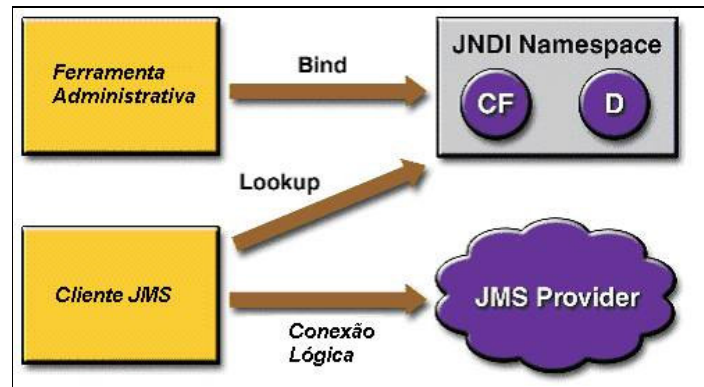 Ferramenta
Administrativa
Bind
JNDI Namespace
CF
D
Lookup
Cliente JMS
Conexão
Lógica
JMS Provider